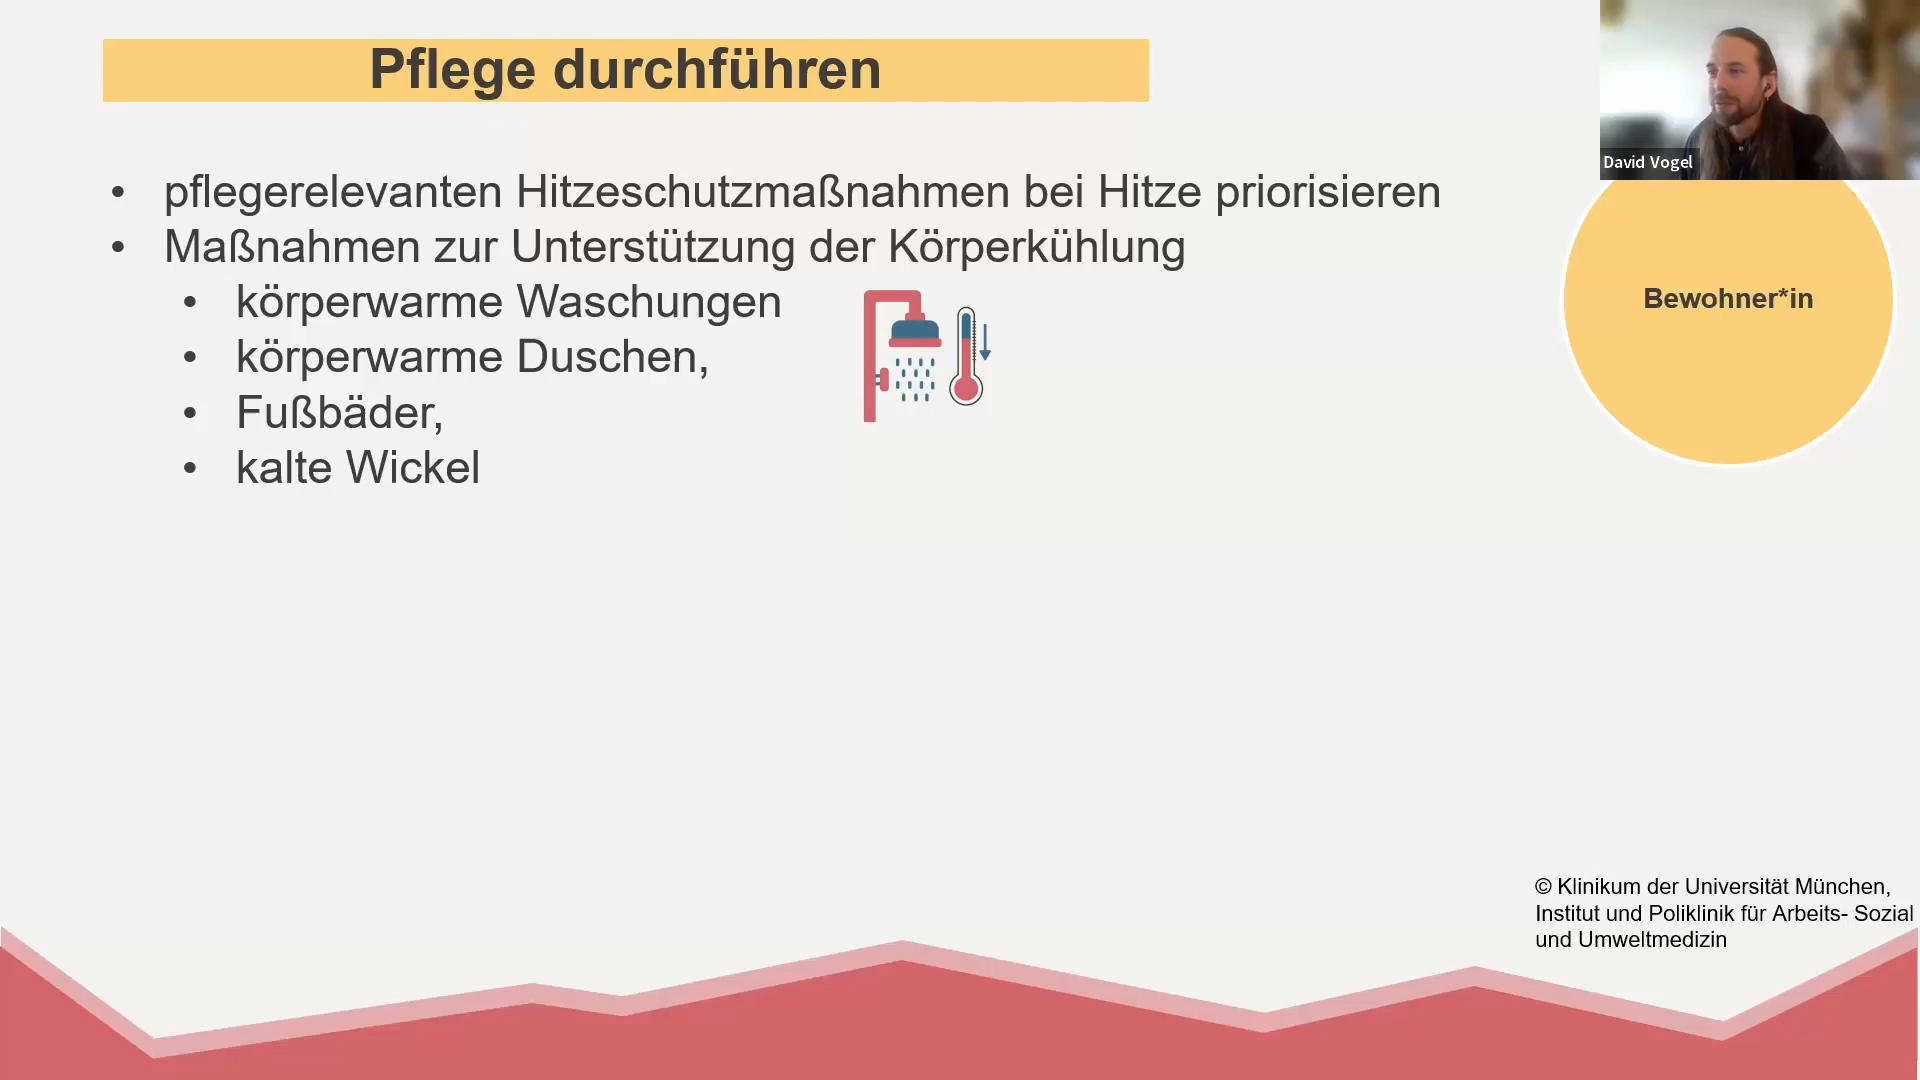 Pflege durchführen
David Vogel
• pflegerelevanten Hitzeschutzmaßnahmen bei Hitze priorisieren
• Maßnahmen zur Unterstützung der Körperkühlung
• körperwarme Waschungen
• körperwarme Duschen,
• Fußbäder,
• kalte Wickel
Bewohner*in
© Klinikum der Universität München,
Institut und Poliklinik für Arbeits- Sozial
und Umweltmedizin